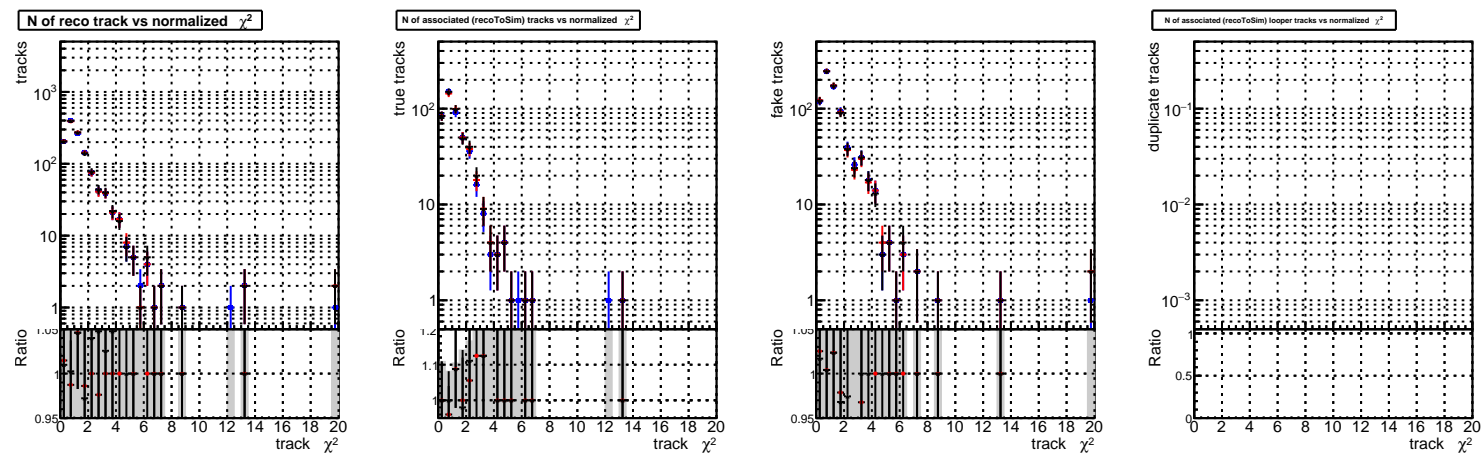 N of reco track vs normalized χ²
tracks
10³
10²
10
1
Ratio
1.05
1
0.95
0 2 4 6 8 10 12 14 16 18 20
track χ²
N of associated (recoToSim) tracks vs normalized χ²
true tracks
10²
10
1
Ratio
1.2
1.1
1
0 2 4 6 8 10 12 14 16 18 20
track χ²
fake tracks
10²
10
1
Ratio
1.05
1
0.95
0 2 4 6 8 10 12 14 16 18 20
track χ²
N of associated (recoToSim) looper tracks vs normalized χ²
duplicate tracks
10⁻¹
10⁻²
10⁻³
Ratio
1
0.5
0
0 2 4 6 8 10 12 14 16 18 20
track χ²